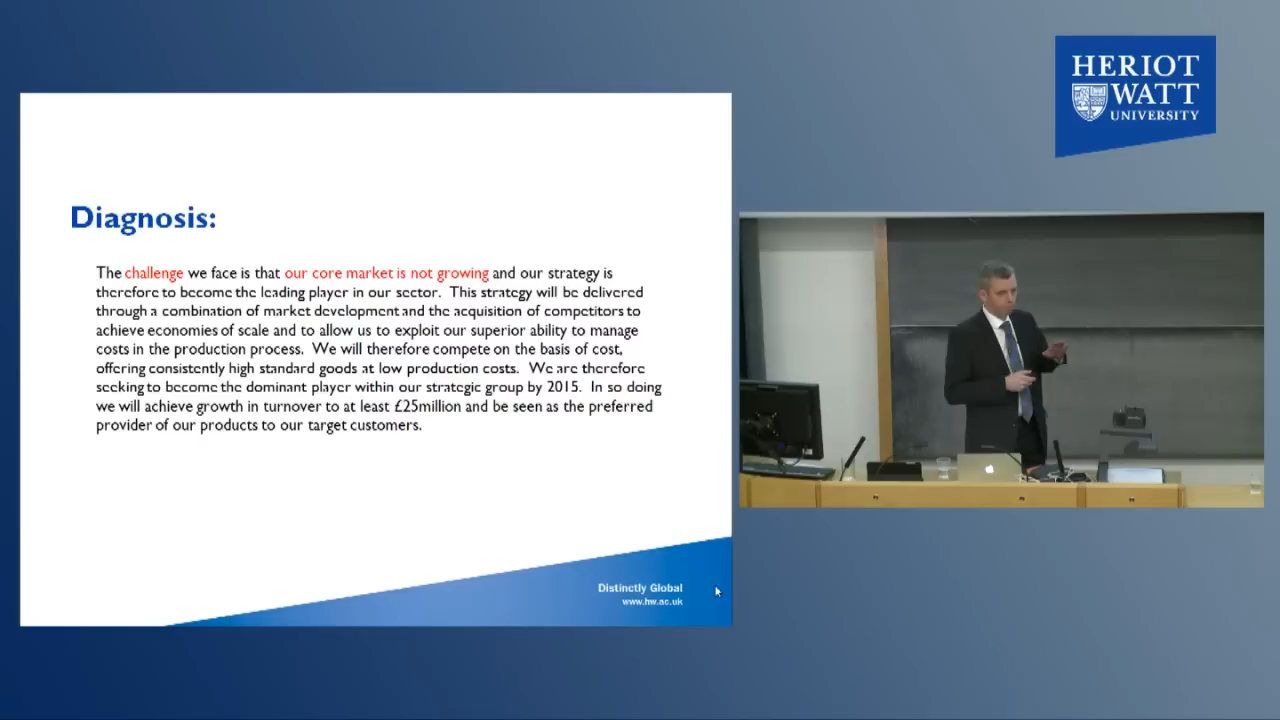 HERIOT
WATT
UNIVERSITY
Diagnosis:
The challenge we face is that our core market is not growing and our strategy is
therefore to become the leading player in our sector.  This strategy will be delivered
through a combination of market development and the acquisition of competitors to
achieve economies of scale and to allow us to exploit our superior ability to manage
costs in the production process.  We will therefore compete on the basis of cost,
offering consistently high standard goods at low production costs.  We are therefore
seeking to become the dominant player within our strategic group by 2015.  In so doing
we will achieve growth in turnover to at least £25million and be seen as the preferred
provider of our products to our target customers.
Distinctly Global
www.hw.ac.uk